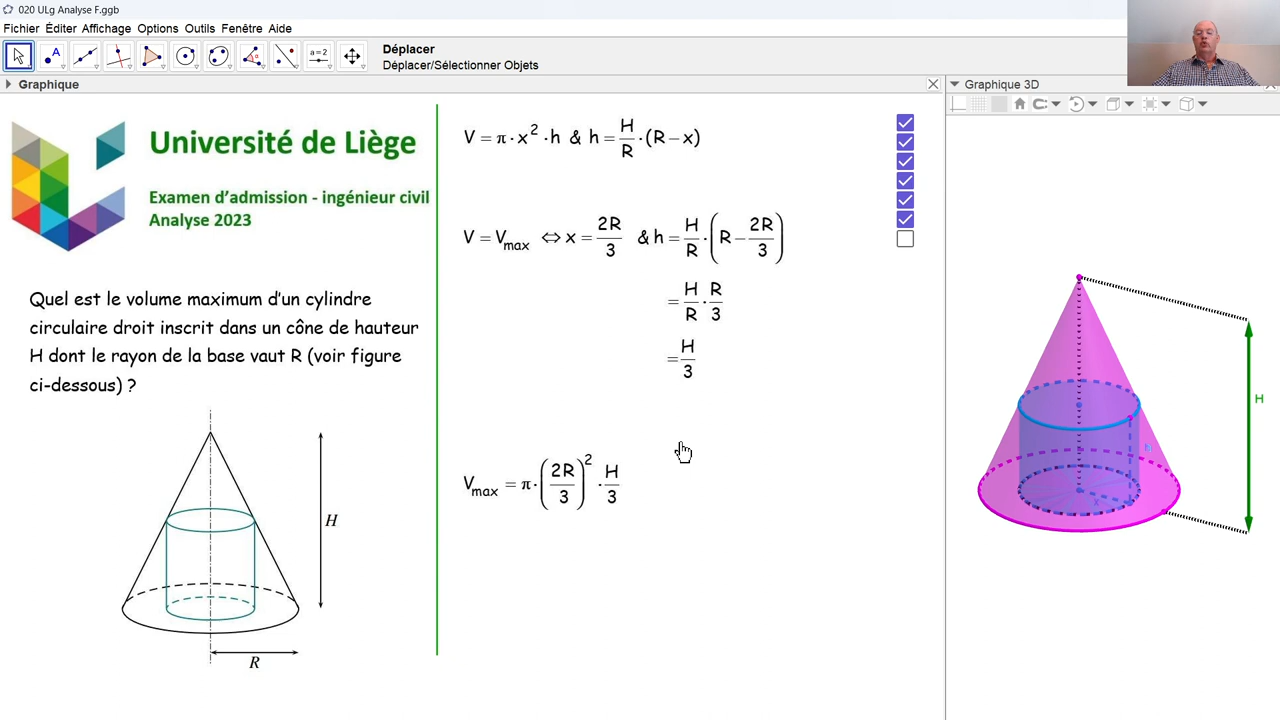 020 ULg Analyse F.ggb
Fichier Éditer Affichage Options Outils Fenêtre Aide
A
a=2
Déplacer
Déplacer/Sélectionner Objets
Graphique
Graphique 3D
Université de Liège
Examen d'admission - ingénieur civil
Analyse 2023
Quel est le volume maximum d'un cylindre
circulaire droit inscrit dans un cône de hauteur
H dont le rayon de la base vaut R (voir figure
ci-dessous) ?
H
R
V = π · x² · h & h = H/R · (R − x)
V = Vmax ⇔ x = 2R/3 & h = H/R · (R − 2R/3)
= H/R · R/3
= H/3
Vmax = π · (2R/3)² · H/3
H
x